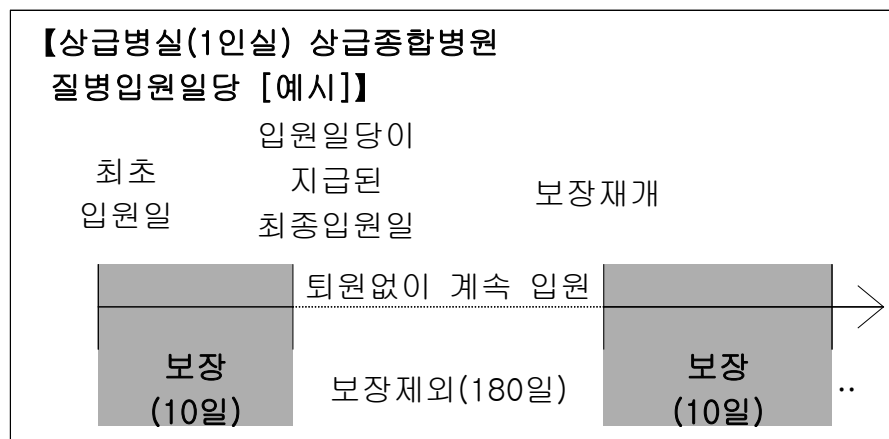 【상급병실(1인실) 상급종합병원
질병입원일당 [예시]】
최초
입원일
입원일당이
지급된
최종입원일
보장재개
퇴원없이 계속 입원
보장
(10일)
보장제외(180일)
보장
(10일)
..